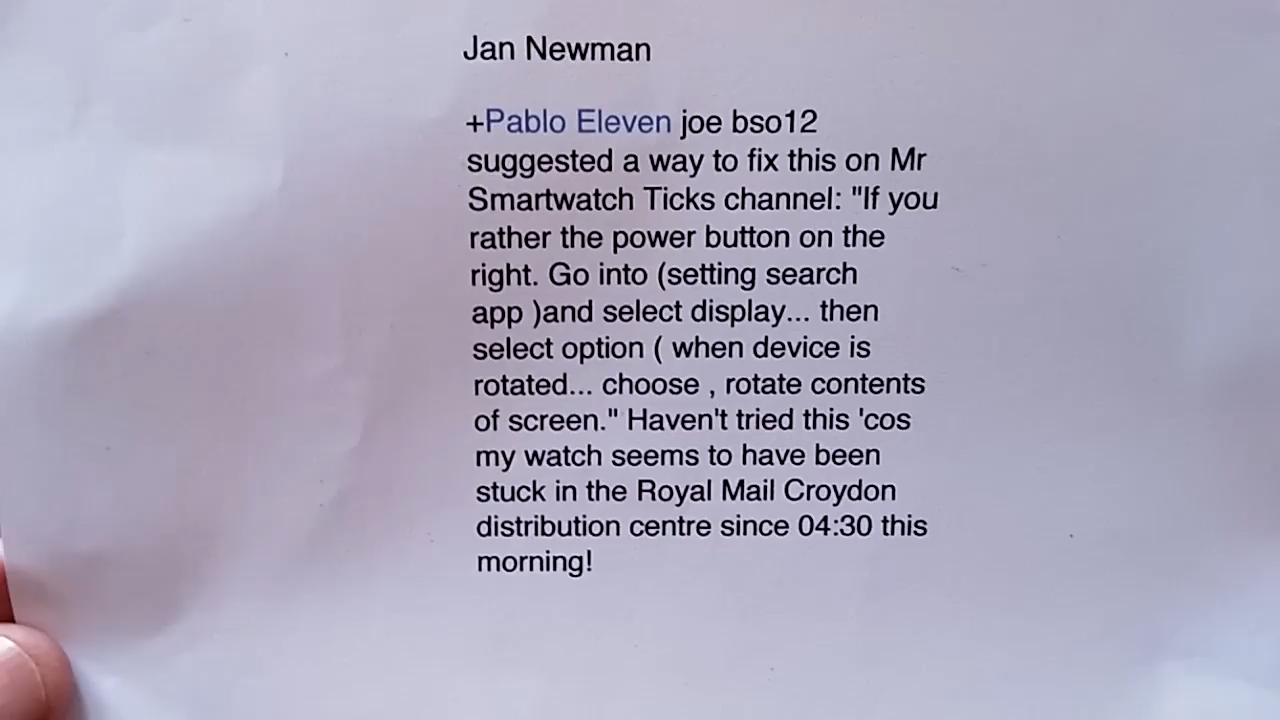 Jan Newman
+Pablo Eleven joe bso12
suggested a way to fix this on Mr
Smartwatch Ticks channel: "If you
rather the power button on the
right. Go into (setting search
app )and select display... then
select option ( when device is
rotated... choose , rotate contents
of screen." Haven't tried this 'cos
my watch seems to have been
stuck in the Royal Mail Croydon
distribution centre since 04:30 this
morning!